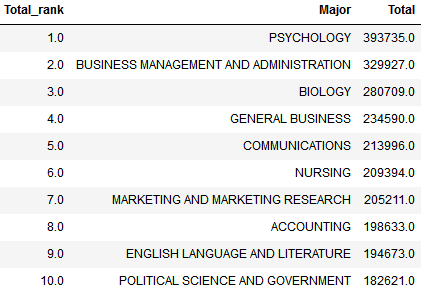 Total_rank Major Total
1.0 PSYCHOLOGY 393735.0
2.0 BUSINESS MANAGEMENT AND ADMINISTRATION 329927.0
3.0 BIOLOGY 280709.0
4.0 GENERAL BUSINESS 234590.0
5.0 COMMUNICATIONS 213996.0
6.0 NURSING 209394.0
7.0 MARKETING AND MARKETING RESEARCH 205211.0
8.0 ACCOUNTING 198633.0
9.0 ENGLISH LANGUAGE AND LITERATURE 194673.0
10.0 POLITICAL SCIENCE AND GOVERNMENT 182621.0